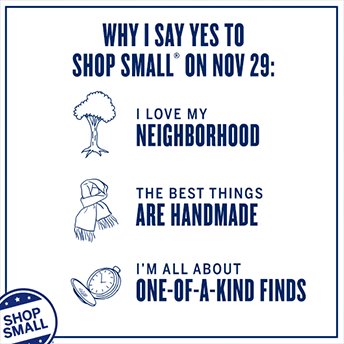 WHY I SAY YES TO
SHOP SMALL® ON NOV 29:
I LOVE MY
NEIGHBORHOOD
THE BEST THINGS
ARE HANDMADE
I'M ALL ABOUT
ONE-OF-A-KIND FINDS
SHOP
SMALL